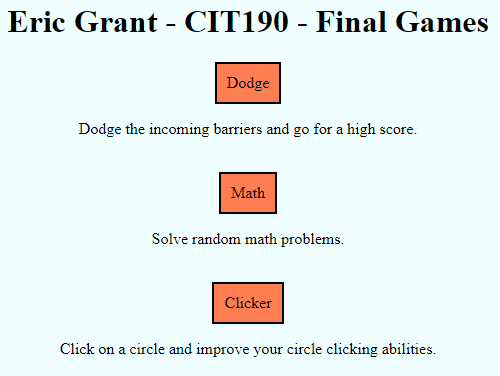 Eric Grant - CIT190 - Final Games
Dodge
Dodge the incoming barriers and go for a high score.
Math
Solve random math problems.
Clicker
Click on a circle and improve your circle clicking abilities.